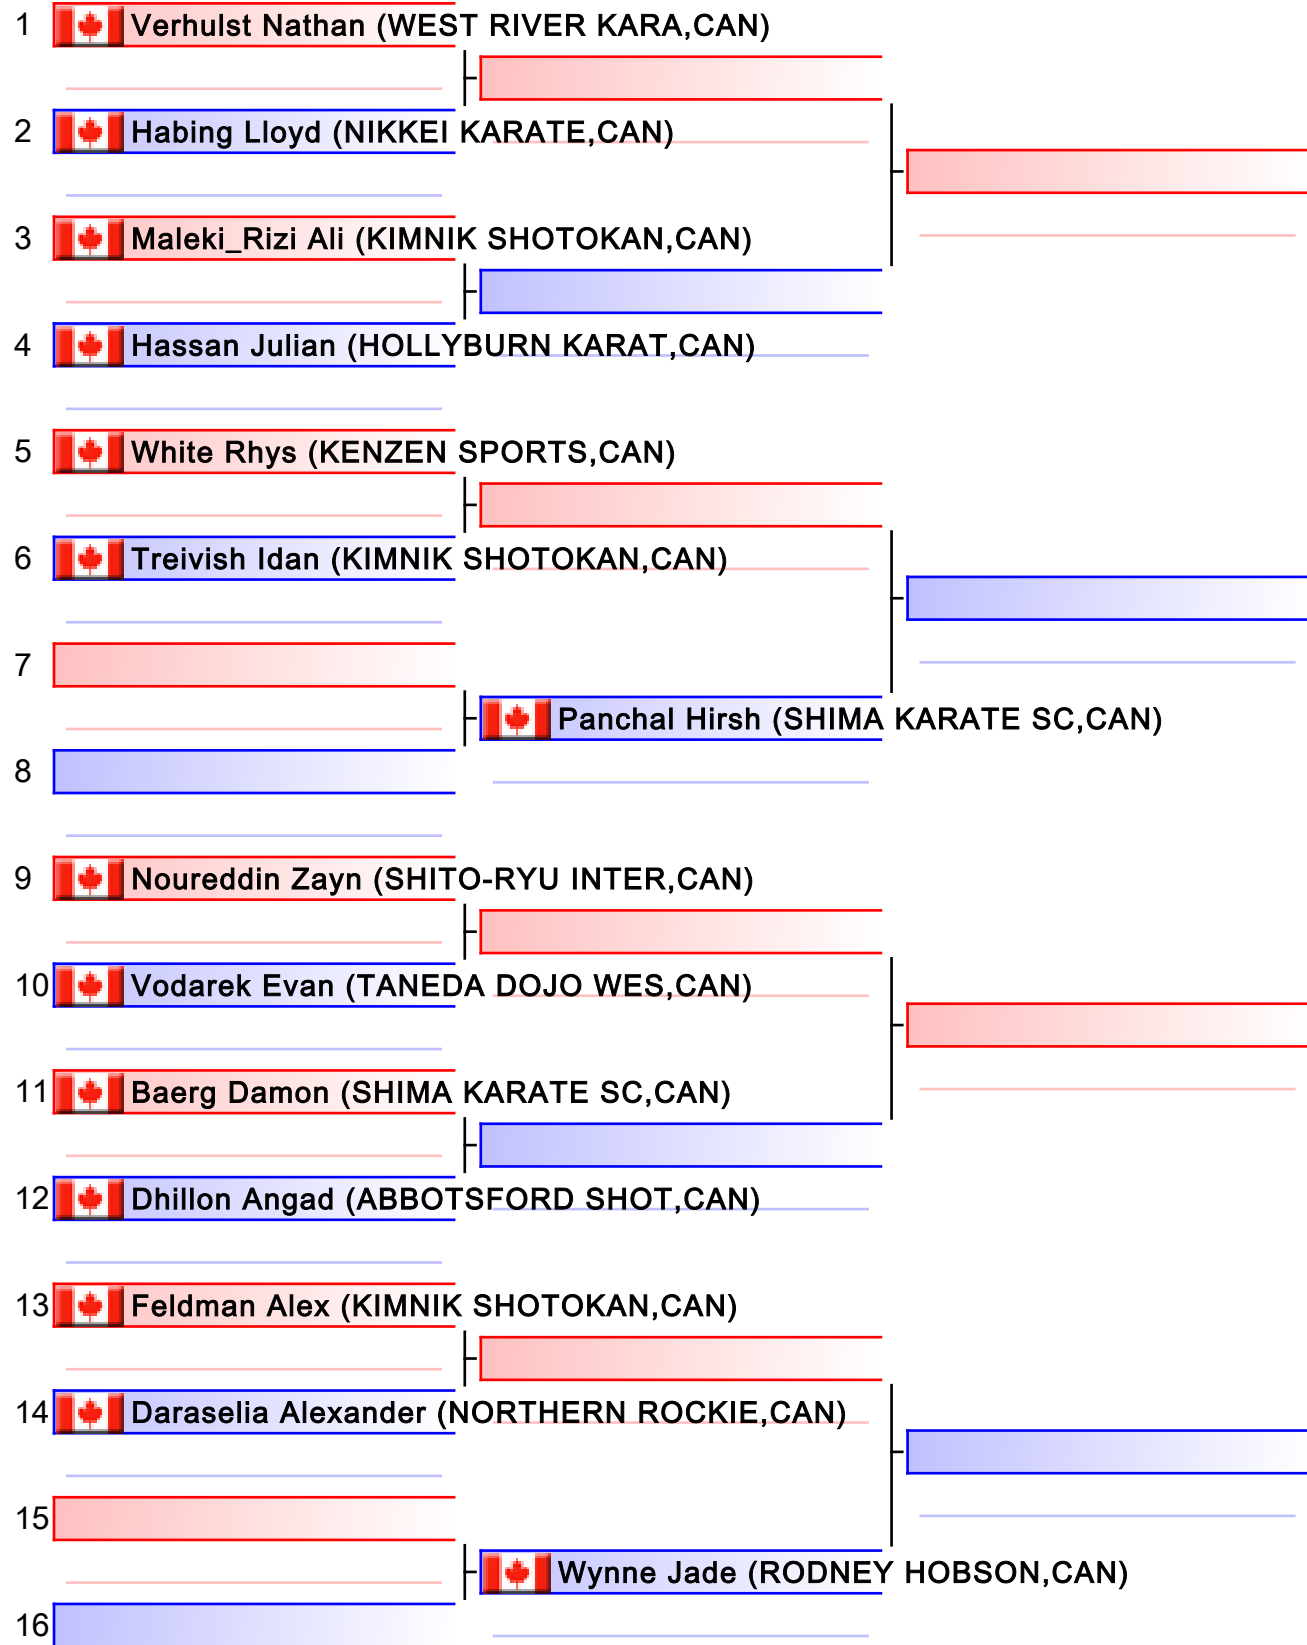 1 Verhulst Nathan (WEST RIVER KARA,CAN)
2 Habing Lloyd (NIKKEI KARATE,CAN)
3 Maleki_Rizi Ali (KIMNIK SHOTOKAN,CAN)
4 Hassan Julian (HOLLYBURN KARAT,CAN)
5 White Rhys (KENZEN SPORTS,CAN)
6 Treivish Idan (KIMNIK SHOTOKAN,CAN)
7
Panchal Hirsh (SHIMA KARATE SC,CAN)
8
9 Noureddin Zayn (SHITO-RYU INTER,CAN)
10 Vodarek Evan (TANEDA DOJO WES,CAN)
11 Baerg Damon (SHIMA KARATE SC,CAN)
12 Dhillon Angad (ABBOTSFORD SHOT,CAN)
13 Feldman Alex (KIMNIK SHOTOKAN,CAN)
14 Daraselia Alexander (NORTHERN ROCKIE,CAN)
15
Wynne Jade (RODNEY HOBSON,CAN)
16